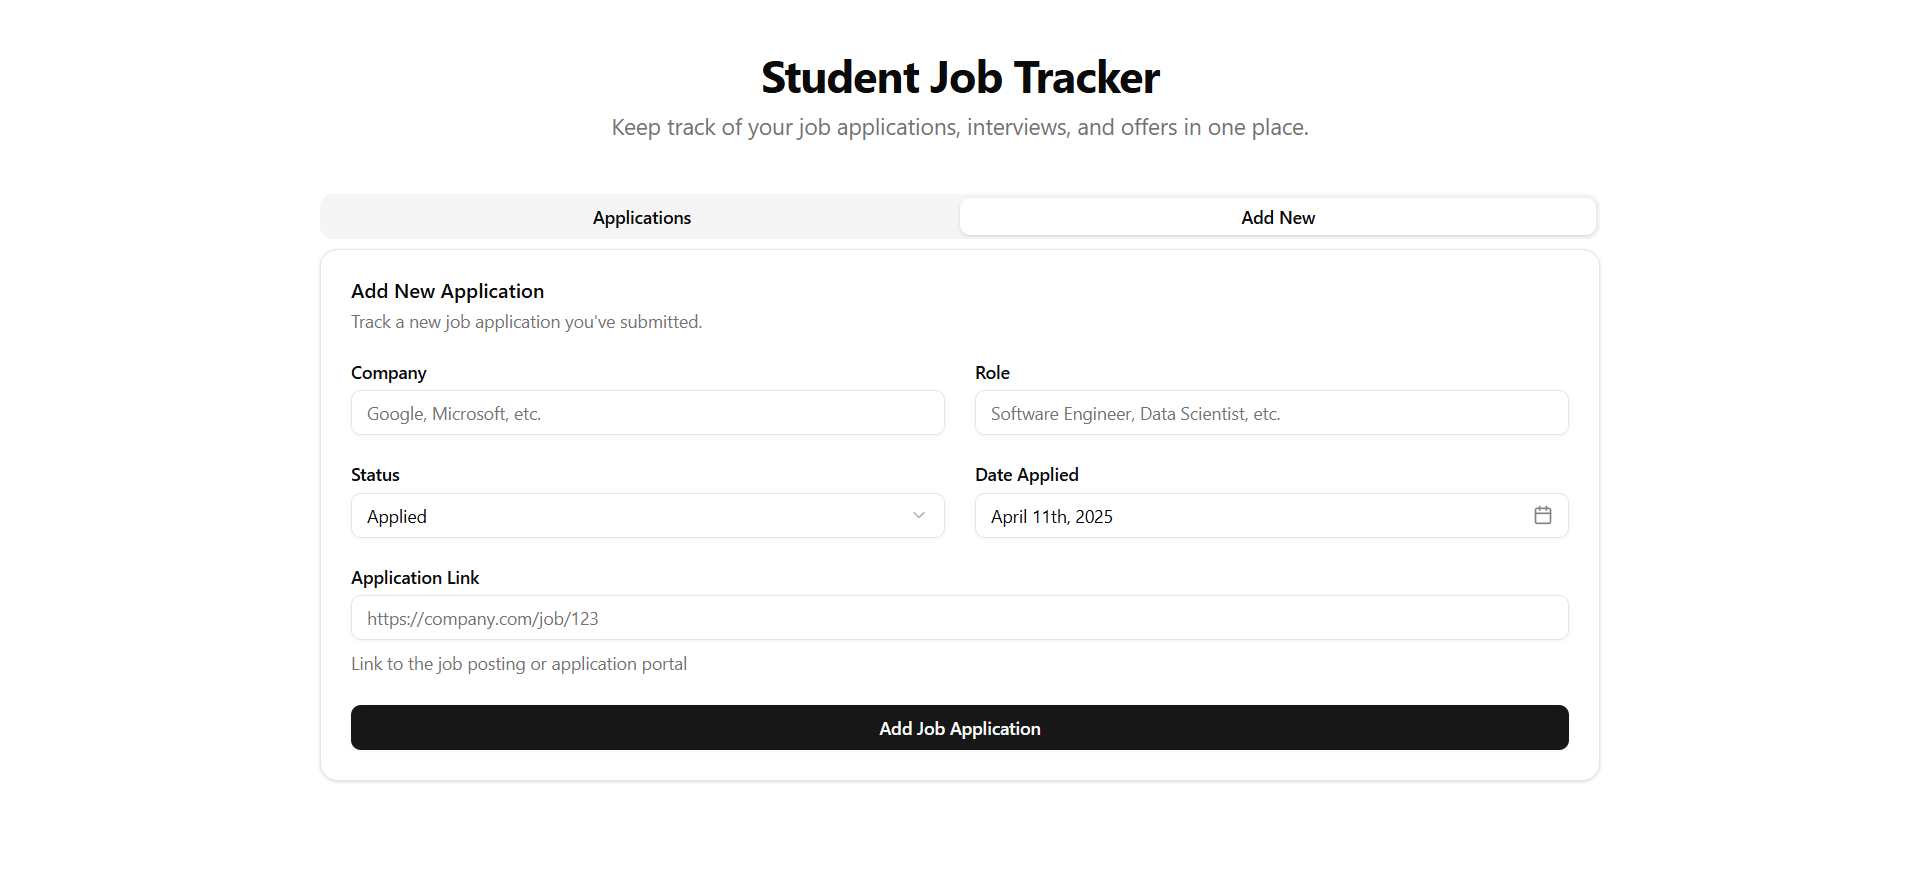 Student Job Tracker
Keep track of your job applications, interviews, and offers in one place.
Applications
Add New
Add New Application
Track a new job application you've submitted.
Company
Role
Google, Microsoft, etc.
Software Engineer, Data Scientist, etc.
Status
Date Applied
Applied
April 11th, 2025
Application Link
https://company.com/job/123
Link to the job posting or application portal
Add Job Application